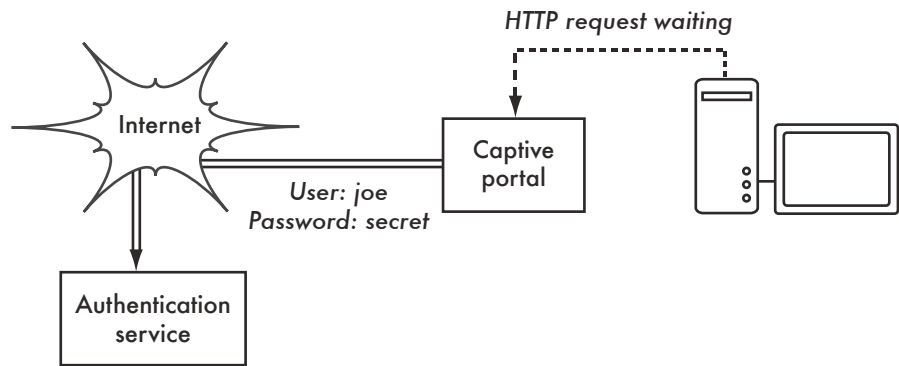 HTTP request waiting
Internet
Captive
portal
User: joe
Password: secret
Authentication
service